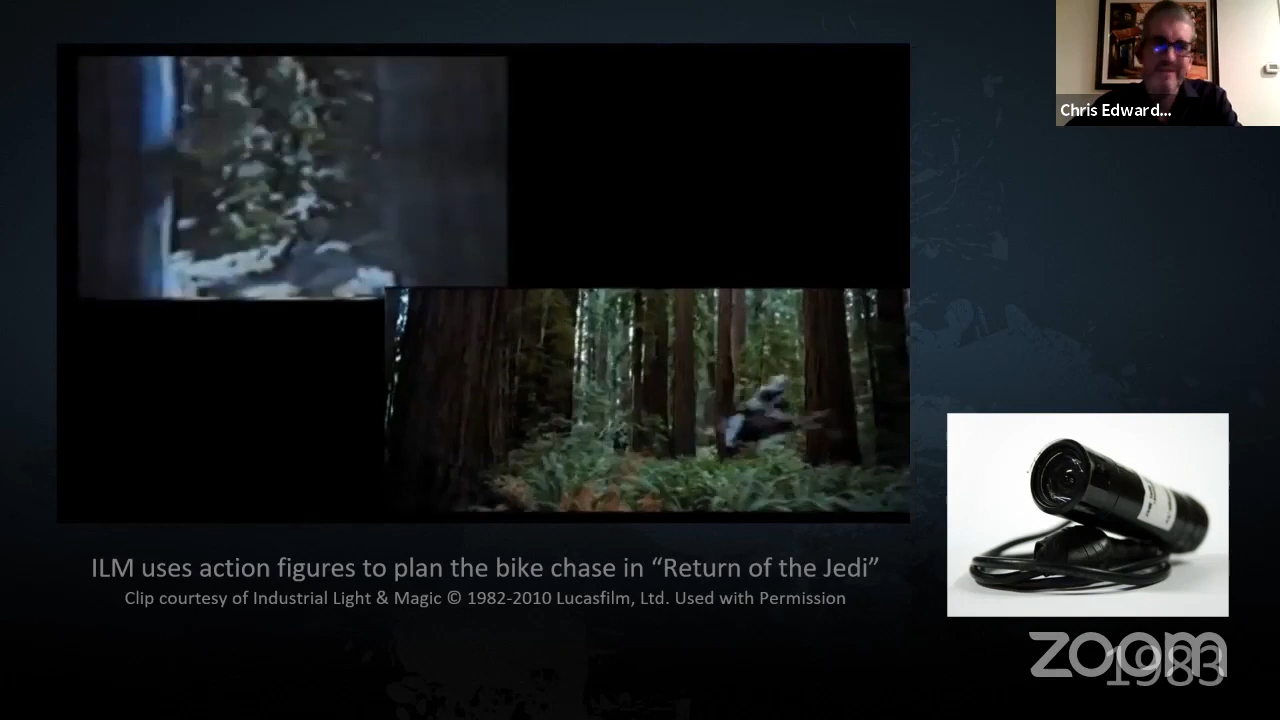 Chris Edward...
ILM uses action figures to plan the bike chase in “Return of the Jedi”
Clip courtesy of Industrial Light & Magic © 1982-2010 Lucasfilm, Ltd. Used with Permission
zoom
1983